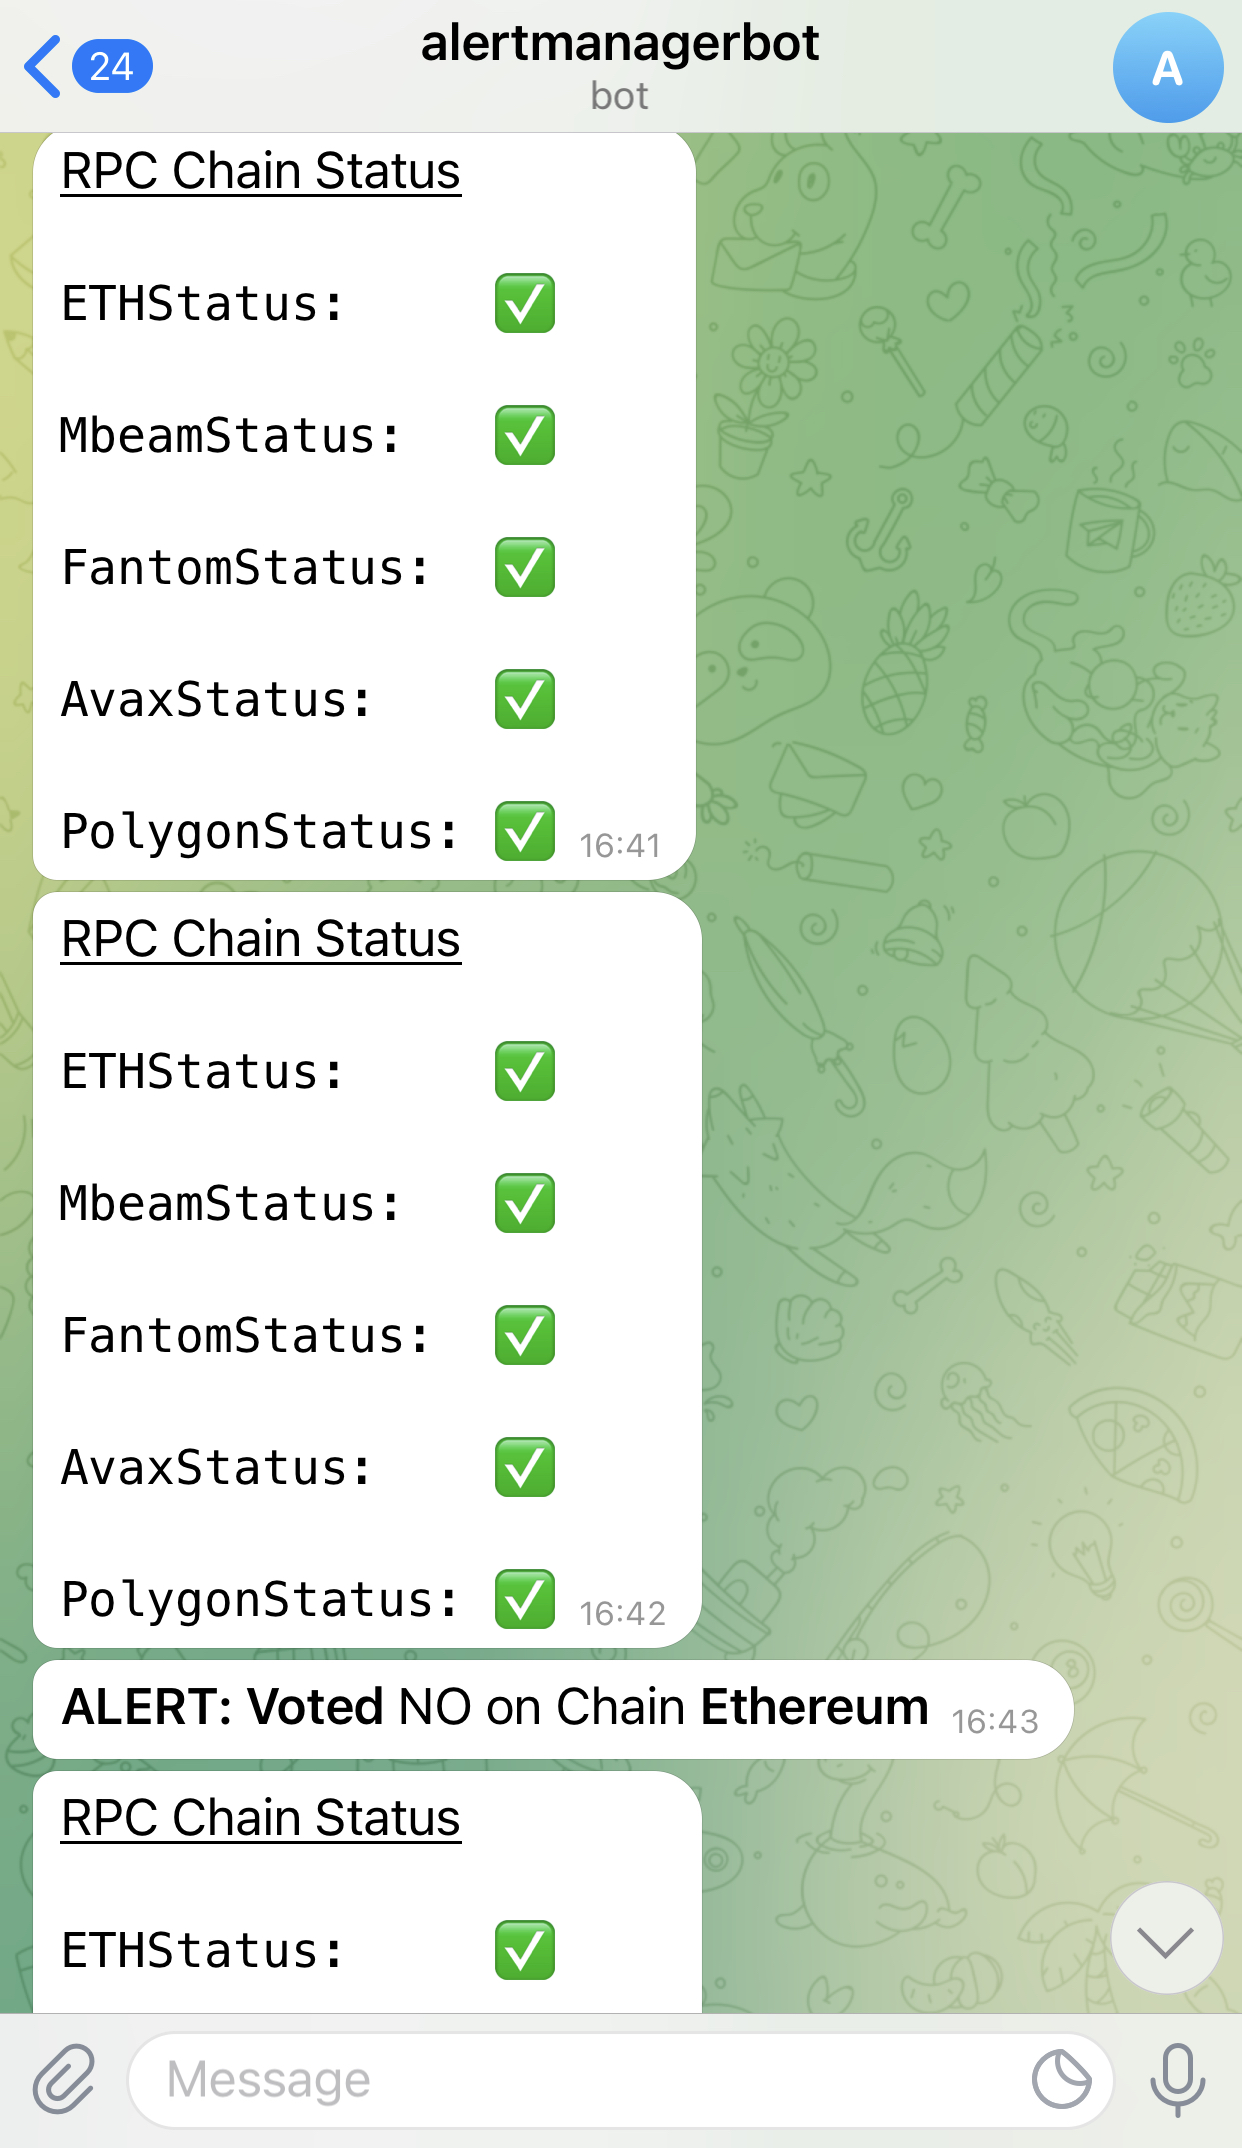 24
alertmanagerbot
bot
A
RPC Chain Status
ETHStatus: ✅
MbeamStatus: ✅
FantomStatus: ✅
AvaxStatus: ✅
PolygonStatus: ✅ 16:41
RPC Chain Status
ETHStatus: ✅
MbeamStatus: ✅
FantomStatus: ✅
AvaxStatus: ✅
PolygonStatus: ✅ 16:42
ALERT: Voted NO on Chain Ethereum 16:43
RPC Chain Status
ETHStatus: ✅
Message